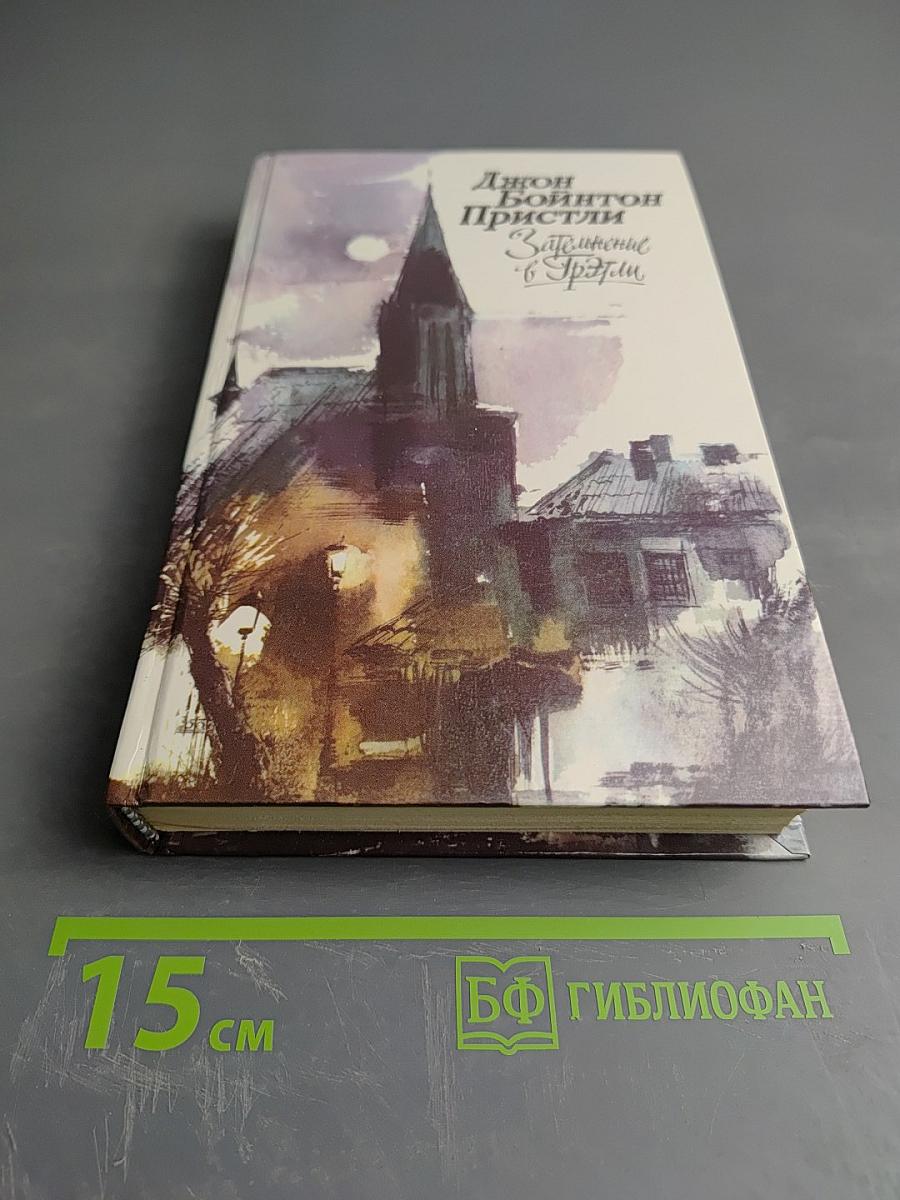 Джон
Бойнтон
Пристли
Затемнение
в Грэтли
15 см
БФ ГИБЛИОФАН